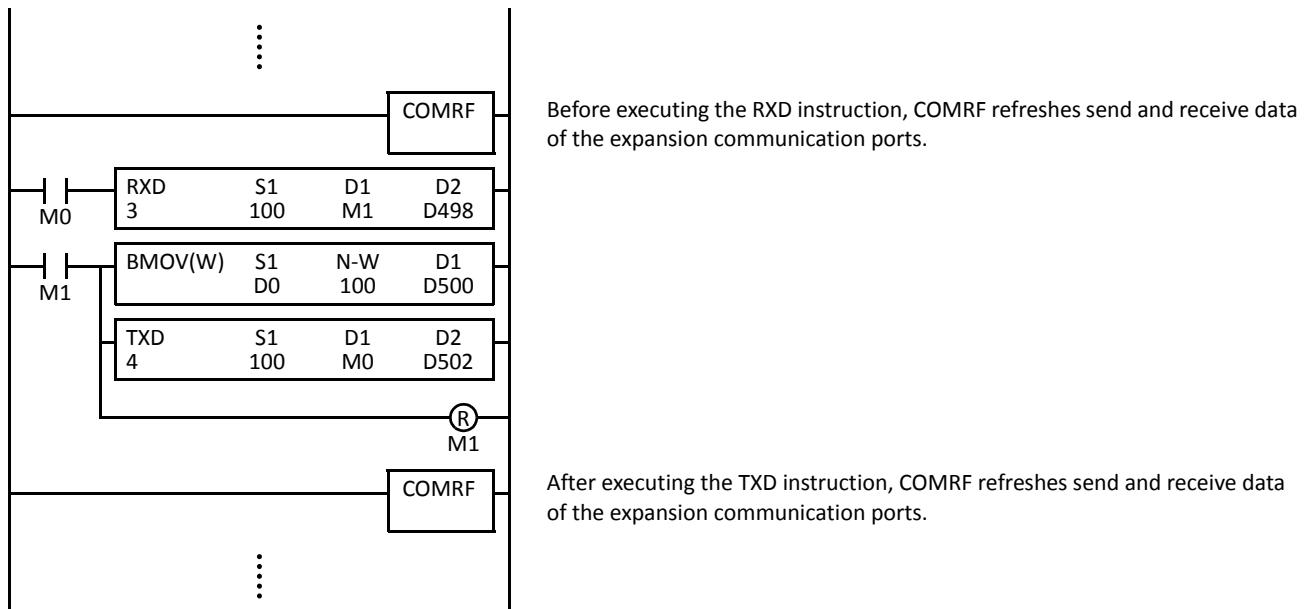 COMRF
Before executing the RXD instruction, COMRF refreshes send and receive data
of the expansion communication ports.
RXD S1 D1 D2
3 100 M1 D498
M0
BMOV(W) S1 N-W D1
D0 100 D500
M1
TXD S1 D1 D2
4 100 M0 D502
R
M1
COMRF
After executing the TXD instruction, COMRF refreshes send and receive data
of the expansion communication ports.